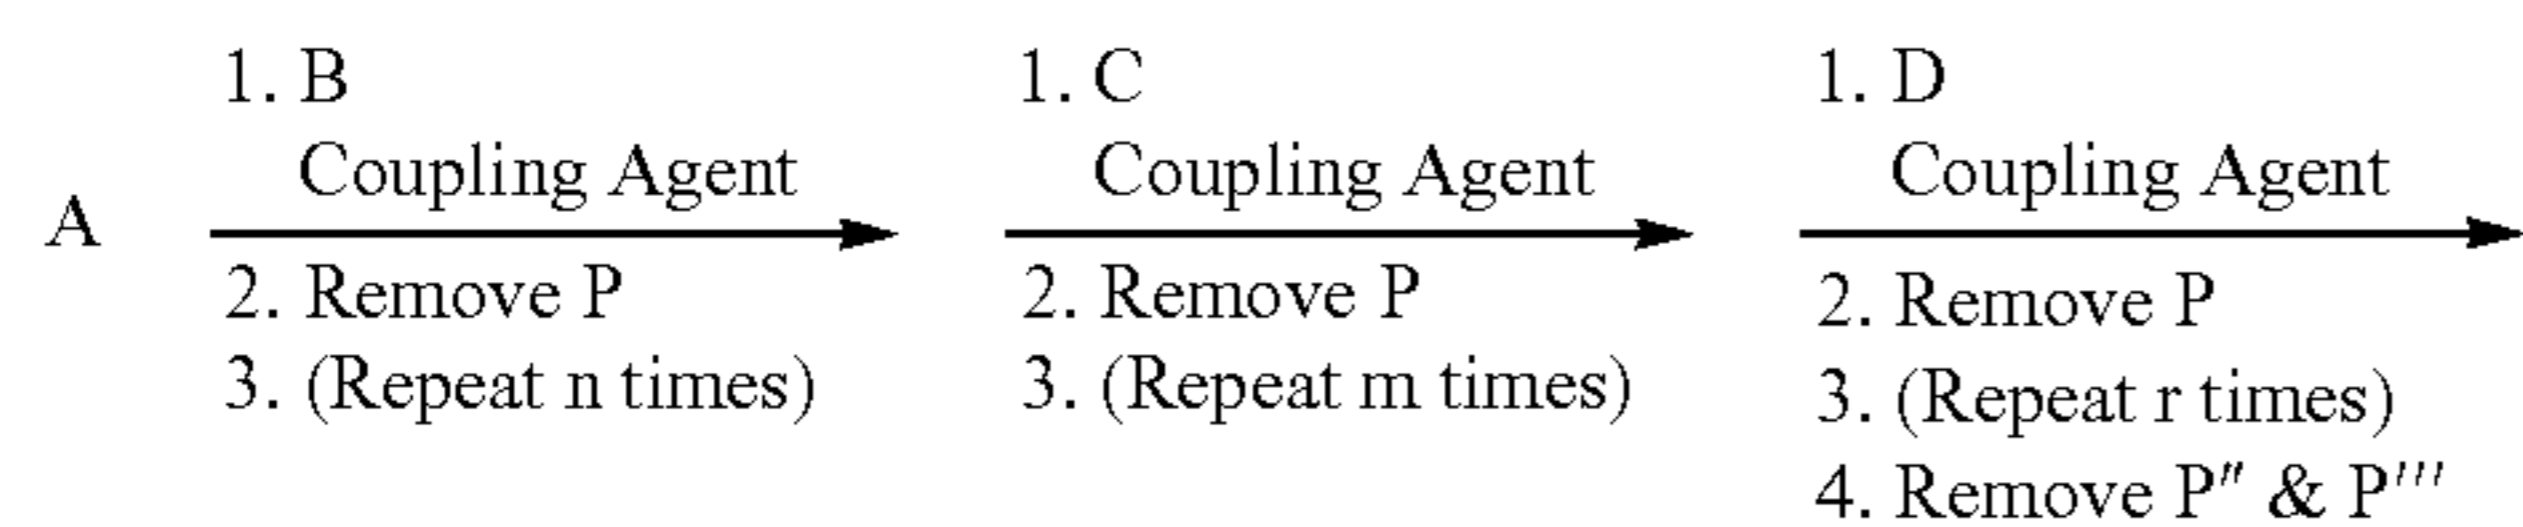 A
1. B
Coupling Agent
2. Remove P
3. (Repeat n times)
1. C
Coupling Agent
2. Remove P
3. (Repeat m times)
1. D
Coupling Agent
2. Remove P
3. (Repeat r times)
4. Remove P″ & P‴